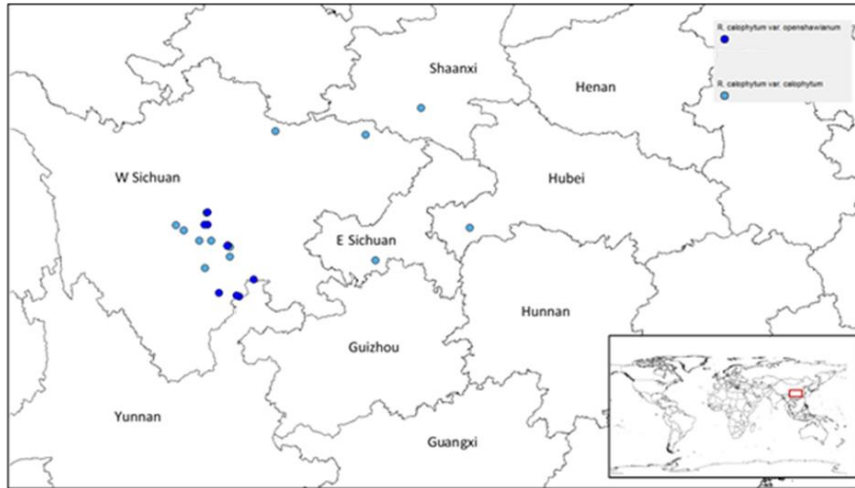 R. calophytum var. openshawianum
R. calophytum var. calophytum
Shaanxi
Henan
W Sichuan
Hubei
E Sichuan
Hunnan
Guizhou
Yunnan
Guangxi